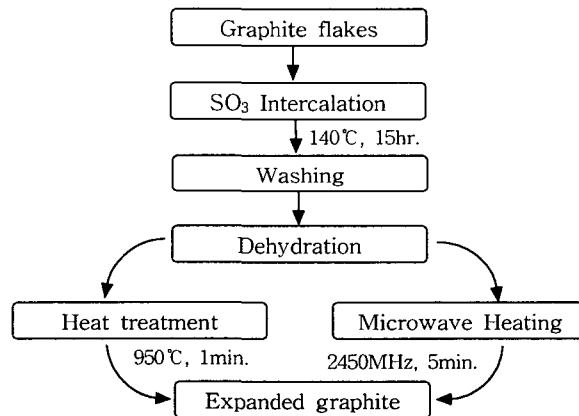 Graphite flakes
SO₃ Intercalation
140℃, 15hr.
Washing
Dehydration
Heat treatment
Microwave Heating
950℃, 1min.
2450MHz, 5min.
Expanded graphite